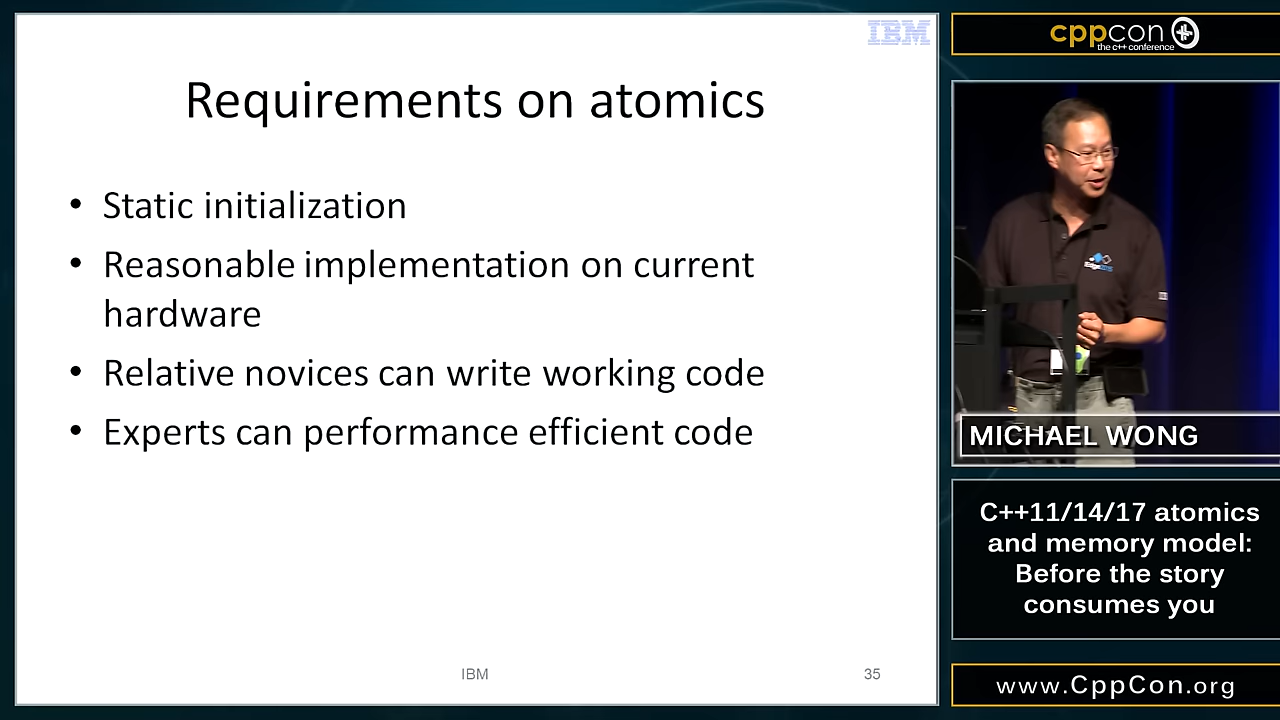 IBM
Requirements on atomics
• Static initialization
• Reasonable implementation on current
hardware
• Relative novices can write working code
• Experts can performance efficient code
IBM
35
cppcon
the c++ conference
MICHAEL WONG
C++11/14/17 atomics
and memory model:
Before the story
consumes you
www.CppCon.org